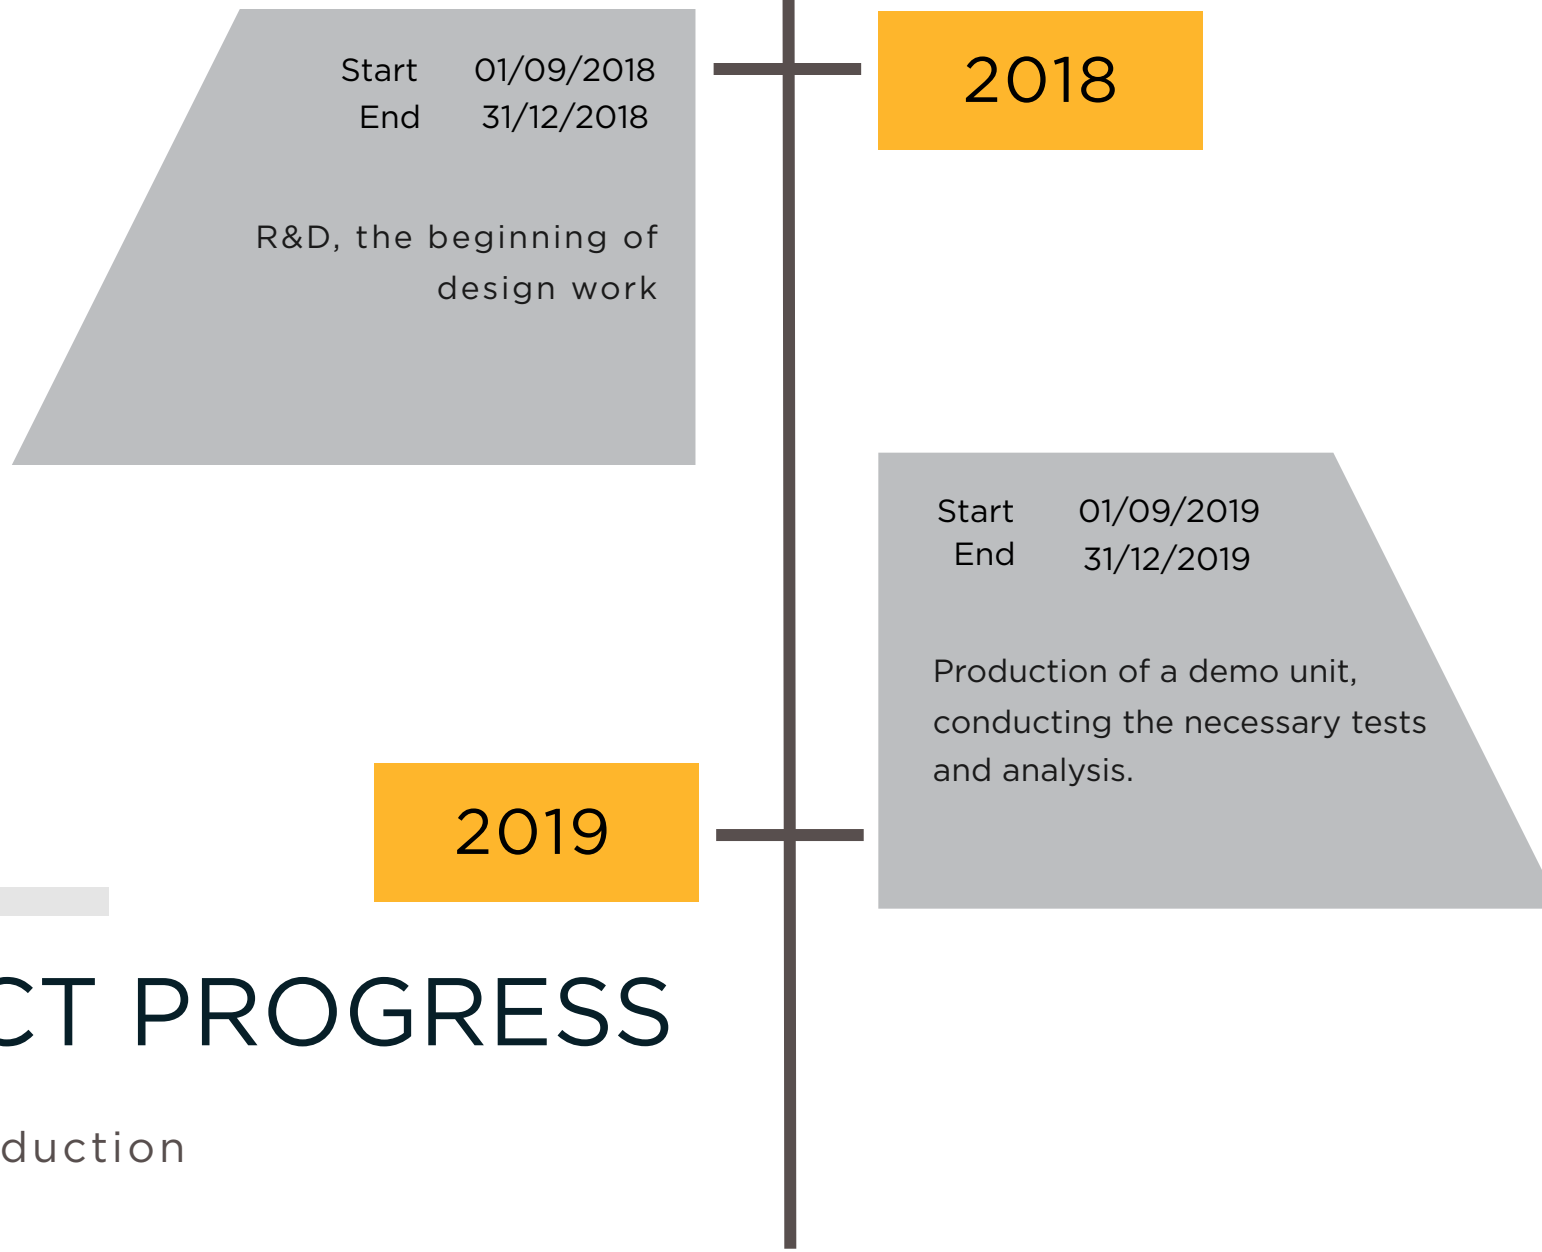 Start 01/09/2018
End 31/12/2018
R&D, the beginning of
design work
2018
Start 01/09/2019
End 31/12/2019
Production of a demo unit,
conducting the necessary tests
and analysis.
2019
CT PROGRESS
duction